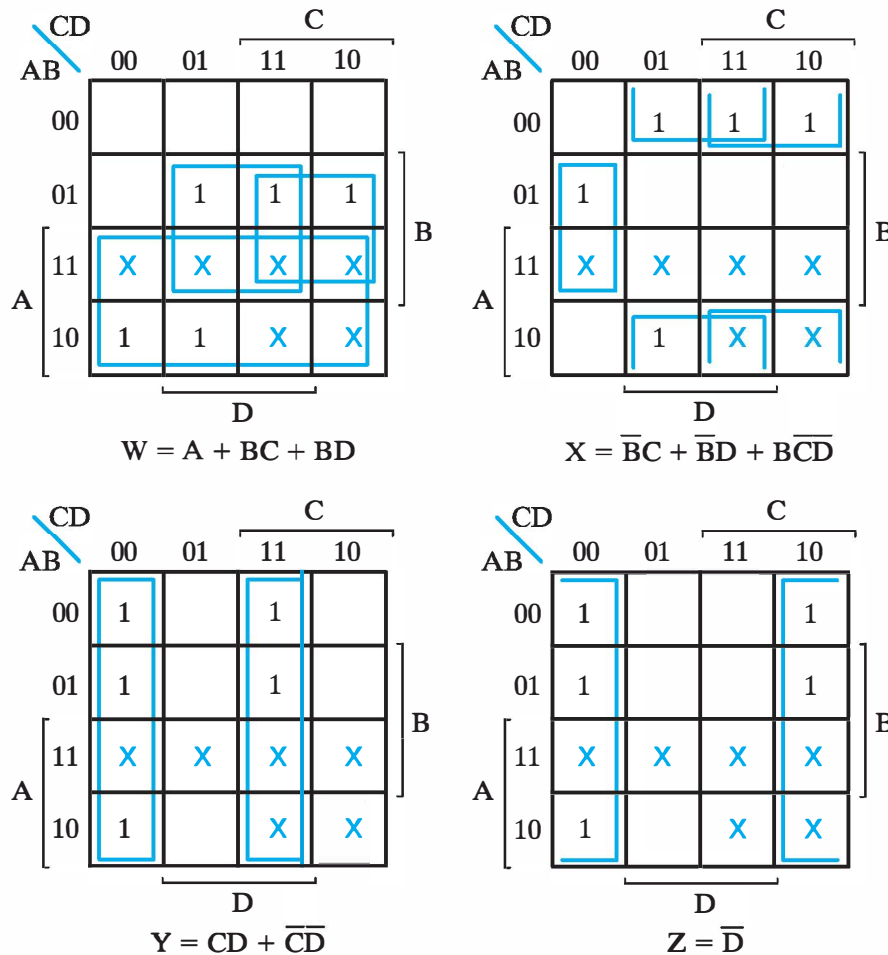 CD C
AB 00 01 11 10
00
01 1 1 1 B
A 11 X X X X
10 1 1 X X
D
W = A + BC + BD
CD C
AB 00 01 11 10
00 1 1 1
01 1 B
A 11 X X X X
10 1 X X
D
X = B̅C + B̅D + BC̅D̅
CD C
AB 00 01 11 10
00 1 1
01 1 1 B
A 11 X X X X
10 1 X X
D
Y = CD + C̅D̅
CD C
AB 00 01 11 10
00 1 1
01 1 1 B
A 11 X X X X
10 1 X X
D
Z = D̅